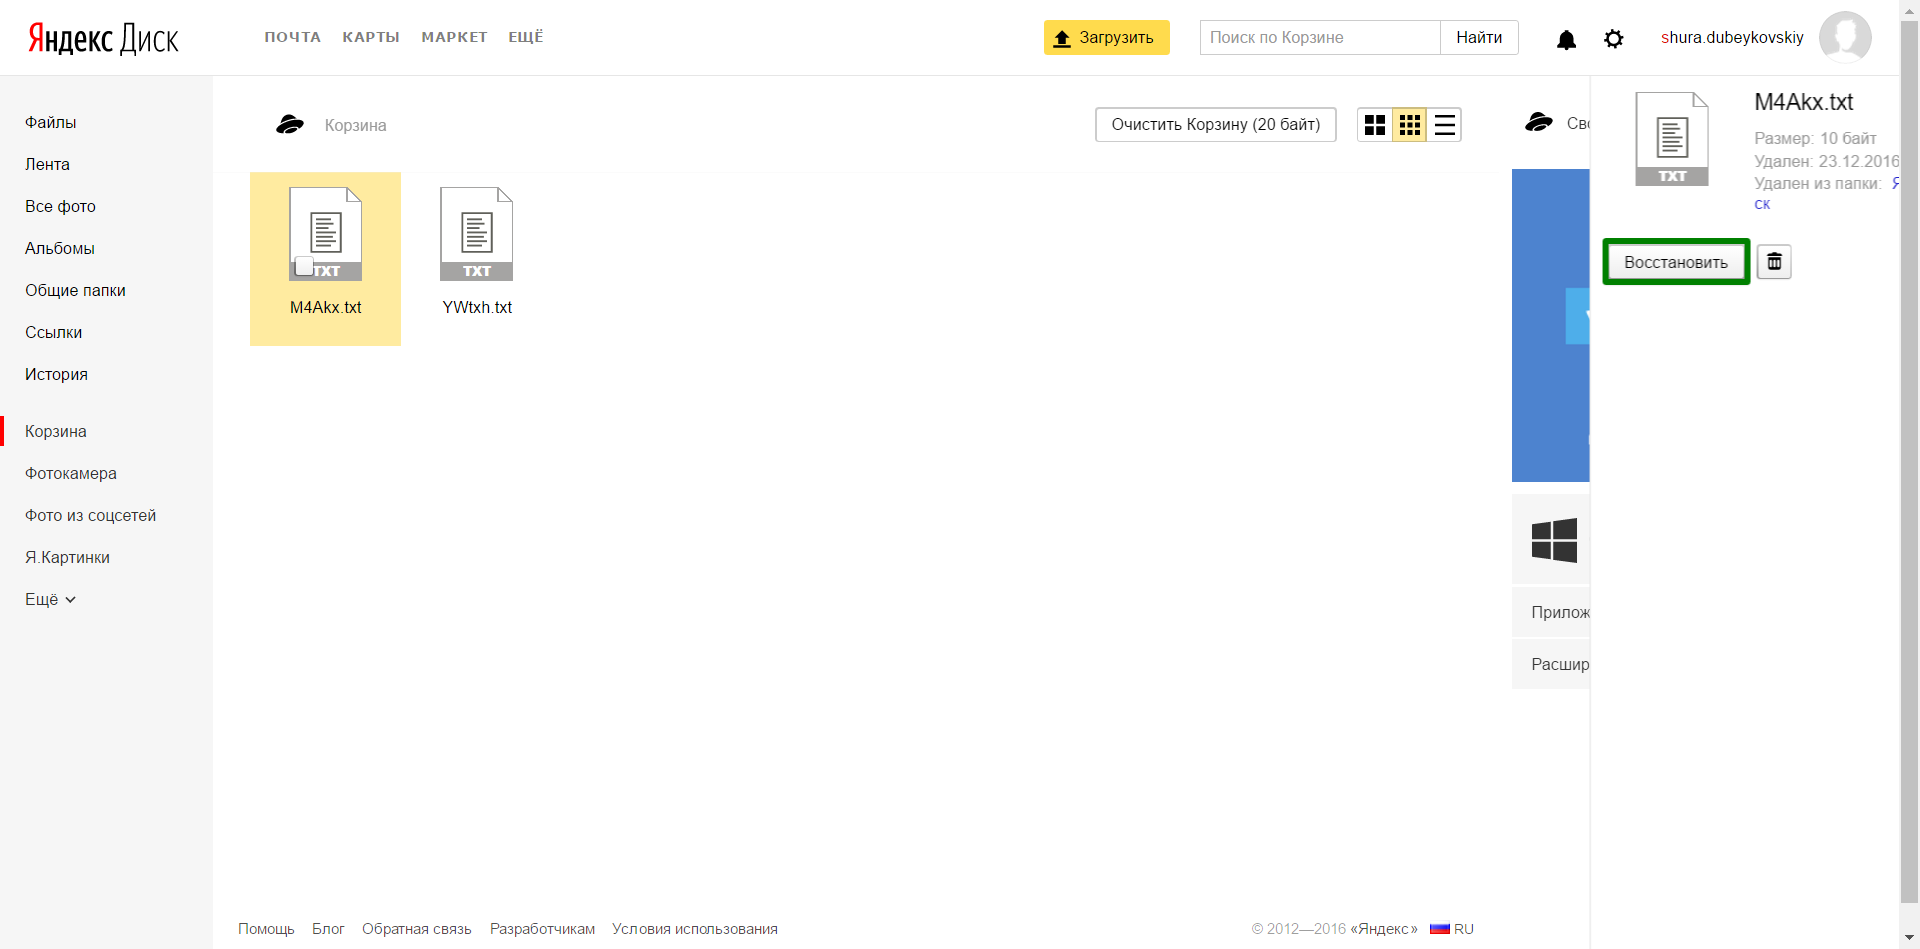 Яндекс Диск
ПОЧТА КАРТЫ МАРКЕТ ЕЩЁ
Загрузить
Поиск по Корзине
Найти
shura.dubeykovskiy
Файлы
Лента
Все фото
Альбомы
Общие папки
Ссылки
История
Корзина
Фотокамера
Фото из соцсетей
Я.Картинки
Ещё
Корзина
Очистить Корзину (20 байт)
TXT
M4Akx.txt
TXT
YWtxh.txt
Сво
Прилож
Расшир
TXT
M4Akx.txt
Размер: 10 байт
Удален: 23.12.2016
Удален из папки: Я
ск
Восстановить
Помощь Блог Обратная связь Разработчикам Условия использования
© 2012—2016 «Яндекс» RU